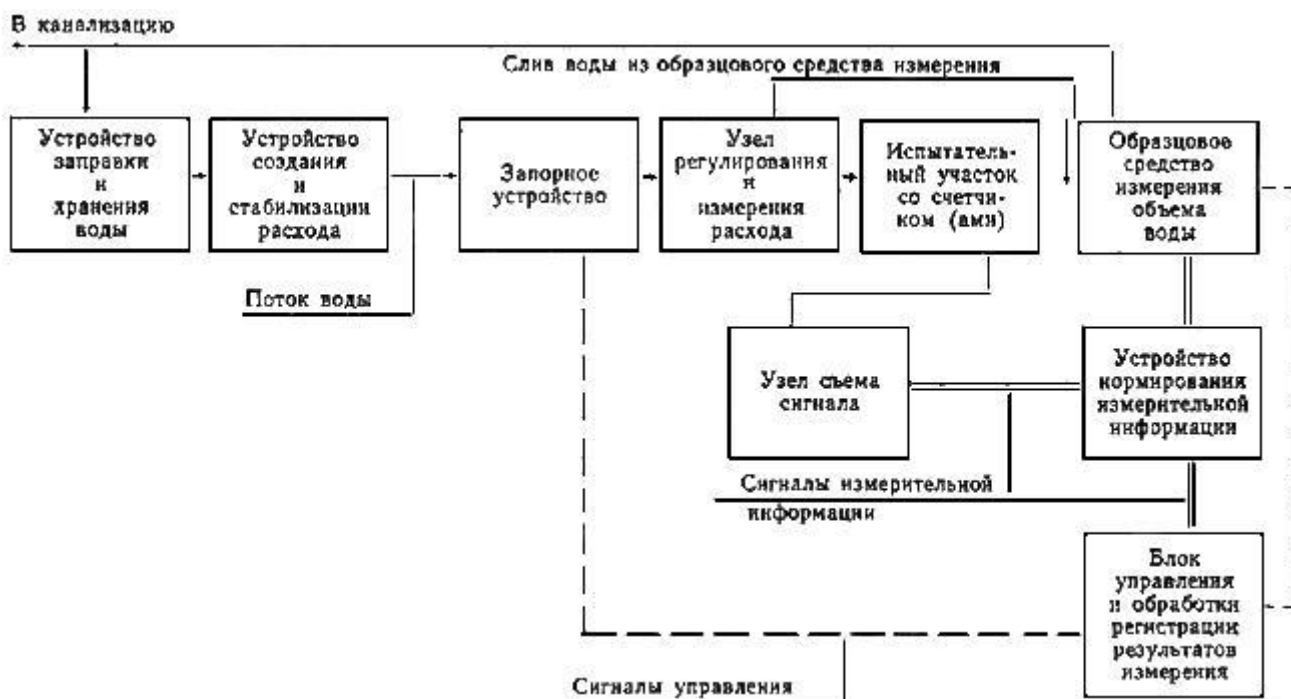 В канализацию
Слив воды из образцового средства измерения
Устройство
заправки
и
хранения
воды
Устройство
создания
и
стабилизации
расхода
Запорное
устройство
Узел
регулирования
и
измерения
расхода
Испытатель-
ный участок
со счетчи-
ком (ами)
Образцовое
средство
измерения
объема
воды
Поток воды
Узел съема
сигнала
Устройство
нормирования
измерительной
информации
Сигналы измерительной
информации
Блок
управления
и обработки
регистрации
результатов
измерения
Сигналы управления